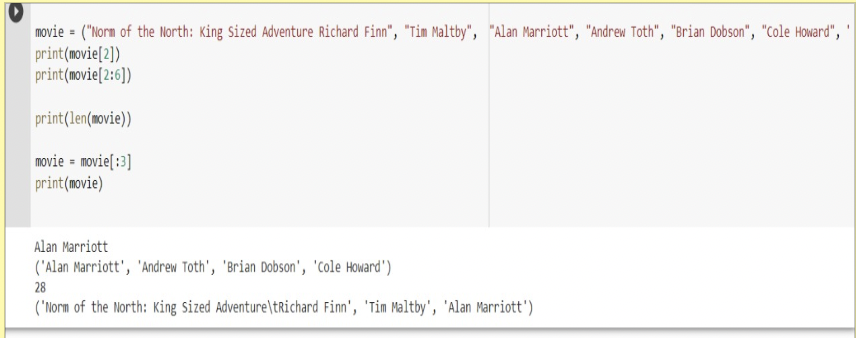 movie = ("Norm of the North: King Sized Adventure Richard Finn", "Tim Maltby", "Alan Marriott", "Andrew Toth", "Brian Dobson", "Cole Howard", '
print(movie[2])
print(movie[2:6])
print(len(movie))
movie = movie[:3]
print(movie)
Alan Marriott
('Alan Marriott', 'Andrew Toth', 'Brian Dobson', 'Cole Howard')
28
('Norm of the North: King Sized Adventure\tRichard Finn', 'Tim Maltby', 'Alan Marriott')